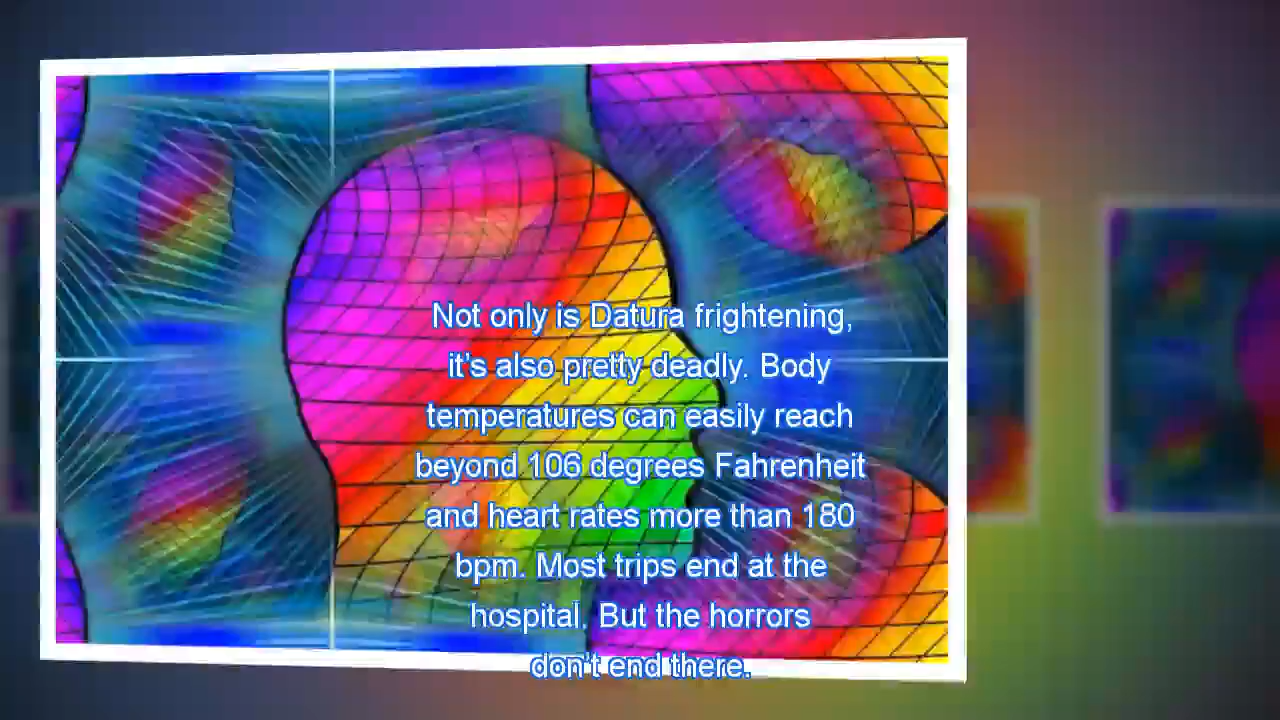 Not only is Datura frightening,
it's also pretty deadly. Body
temperatures can easily reach
beyond 106 degrees Fahrenheit
and heart rates more than 180
bpm. Most trips end at the
hospital. But the horrors
don't end there.